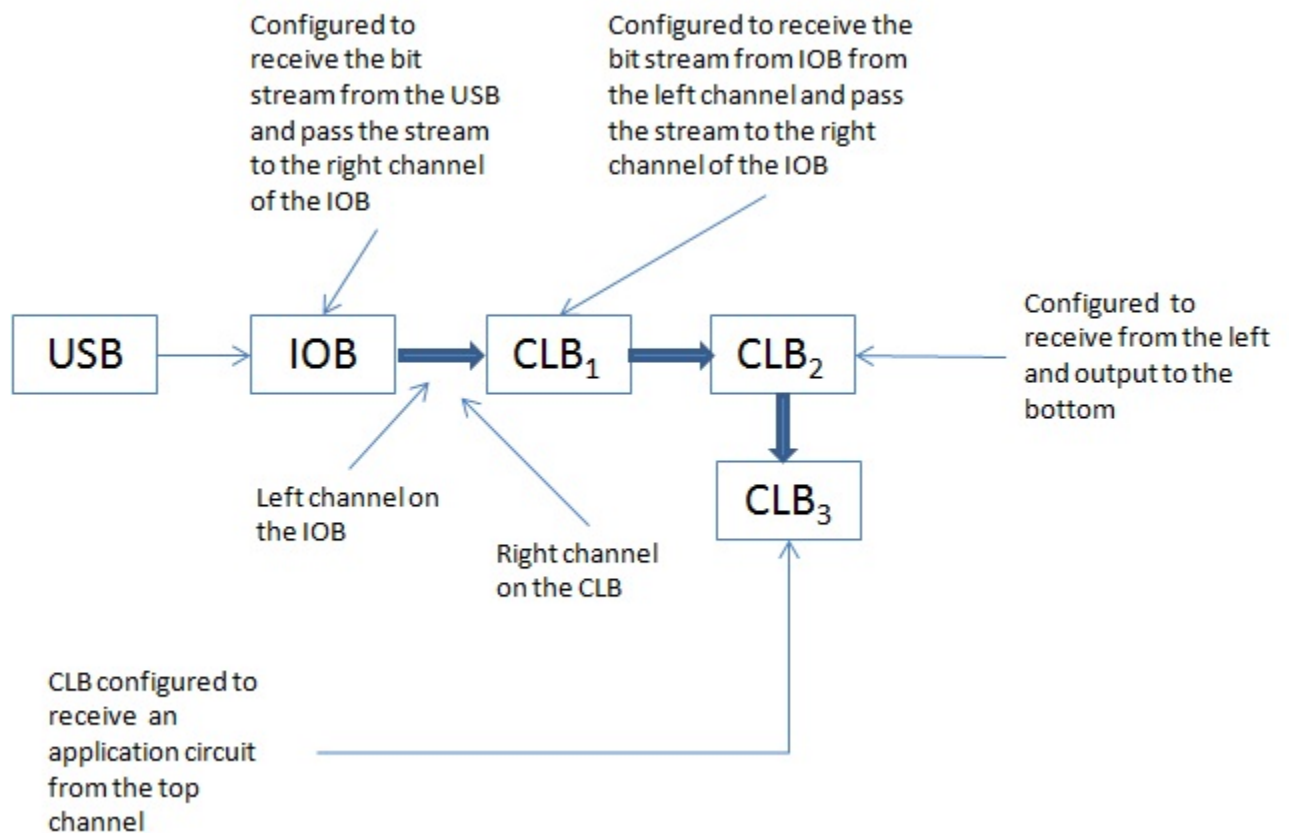 Configured to
receive the bit
stream from the USB
and pass the stream
to the right channel
of the IOB
Configured to receive the
bit stream from IOB from
the left channel and pass
the stream to the right
channel of the IOB
USB
IOB
CLB₁
CLB₂
Configured to
receive from the left
and output to the
bottom
CLB₃
Left channel on
the IOB
Right channel
on the CLB
CLB configured to
receive an
application circuit
from the top
channel